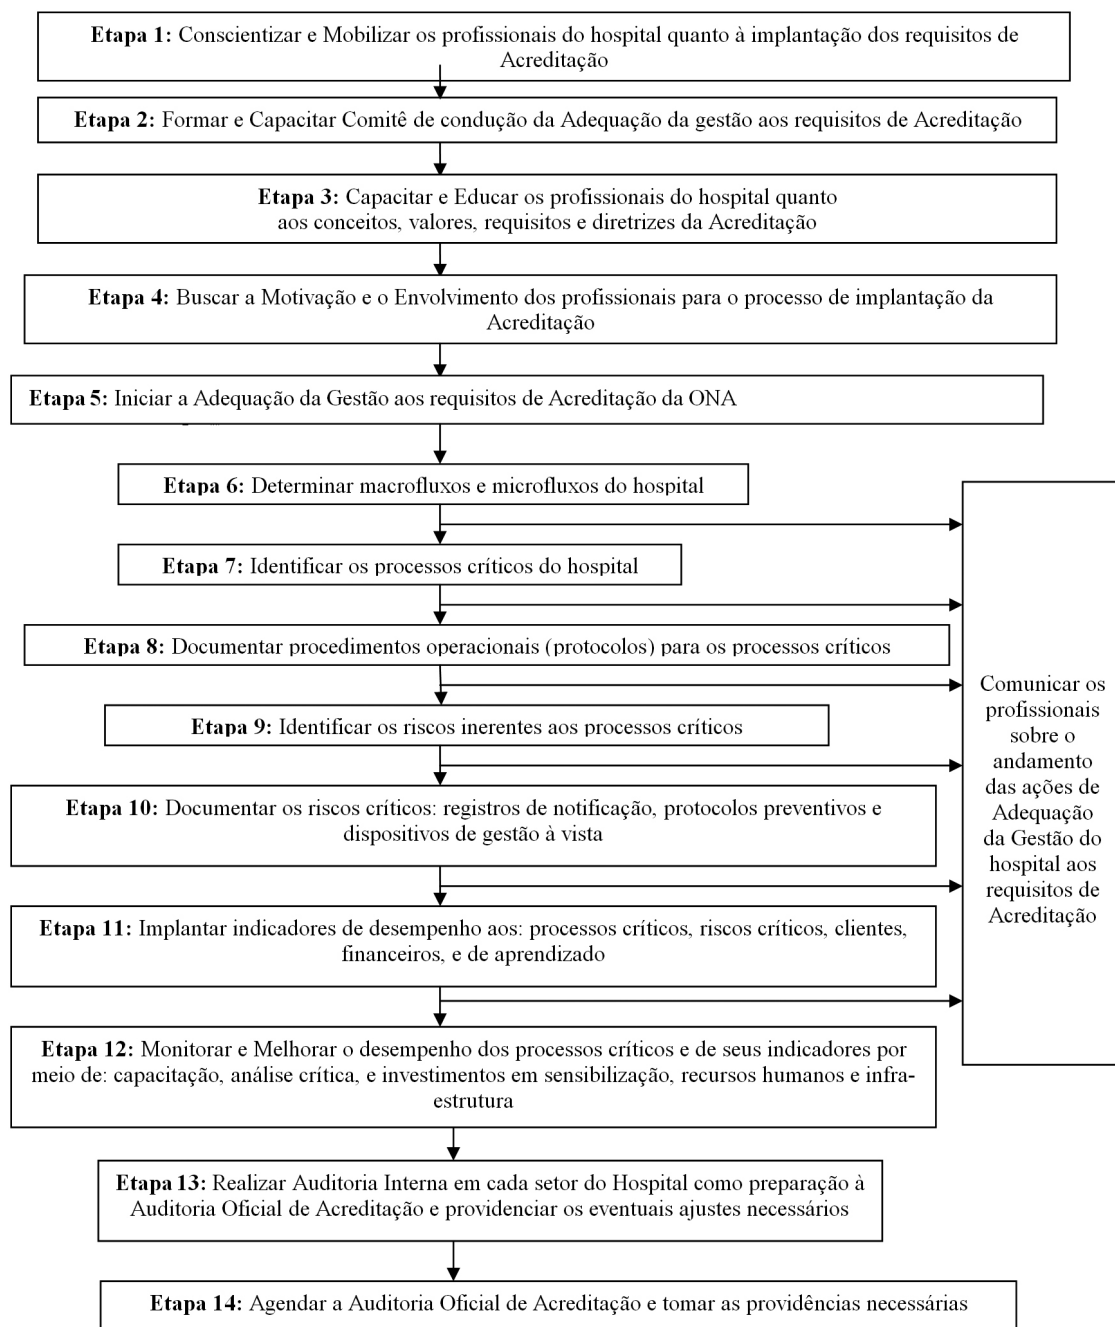 Etapa 1: Conscientizar e Mobilizar os profissionais do hospital quanto à implantação dos requisitos de
Acreditação
Etapa 2: Formar e Capacitar Comitê de condução da Adequação da gestão aos requisitos de Acreditação
Etapa 3: Capacitar e Educar os profissionais do hospital quanto
aos conceitos, valores, requisitos e diretrizes da Acreditação
Etapa 4: Buscar a Motivação e o Envolvimento dos profissionais para o processo de implantação da
Acreditação
Etapa 5: Iniciar a Adequação da Gestão aos requisitos de Acreditação da ONA
Etapa 6: Determinar macrofluxos e microfluxos do hospital
Etapa 7: Identificar os processos críticos do hospital
Etapa 8: Documentar procedimentos operacionais (protocolos) para os processos críticos
Etapa 9: Identificar os riscos inerentes aos processos críticos
Etapa 10: Documentar os riscos críticos: registros de notificação, protocolos preventivos e
dispositivos de gestão à vista
Etapa 11: Implantar indicadores de desempenho aos: processos críticos, riscos críticos, clientes,
financeiros, e de aprendizado
Etapa 12: Monitorar e Melhorar o desempenho dos processos críticos e de seus indicadores por
meio de: capacitação, análise crítica, e investimentos em sensibilização, recursos humanos e infra-
estrutura
Etapa 13: Realizar Auditoria Interna em cada setor do Hospital como preparação à
Auditoria Oficial de Acreditação e providenciar os eventuais ajustes necessários
Etapa 14: Agendar a Auditoria Oficial de Acreditação e tomar as providências necessárias
Comunicar os
profissionais
sobre o
andamento
das ações de
Adequação
da Gestão do
hospital aos
requisitos de
Acreditação